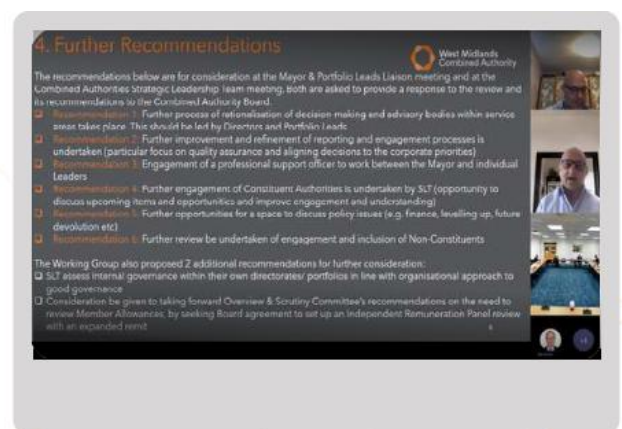 4. Further Recommendations
West Midlands
Combined Authority
The recommendations below are for consideration at the Mayor & Portfolio Leads Liaison meeting and at the
Combined Authorities Strategic Leadership Team meeting. Both are asked to provide a response to the review and
its recommendations to the Combined Authority Board.
Recommendation 1: Further process of rationalisation of decision making and advisory bodies within service
areas takes place. This should be led by Directors and Portfolio Leads
Recommendation 2: Further improvement and refinement of reporting and engagement processes is
undertaken (particular focus on quality assurance and aligning decisions to the corporate priorities)
Recommendation 3: Engagement of a professional support officer to work between the Mayor and individual
Leaders
Recommendation 4: Further engagement of Constituent Authorities is undertaken by SLT (opportunity to
discuss upcoming items and opportunities and improve engagement and understanding)
Recommendation 5: Further opportunities for a space to discuss policy issues (e.g. finance, levelling up, future
devolution etc)
Recommendation 6: Further review be undertaken of engagement and inclusion of Non-Constituents
The Working Group also proposed 2 additional recommendations for further consideration:
SLT assess internal governance within their own directorates/ portfolios in line with organisational approach to
good governance
Consideration be given to taking forward Overview & Scrutiny Committee's recommendations on the need to
review Member Allowances, by seeking Board agreement to set up an Independent Remuneration Panel review
with an expanded remit